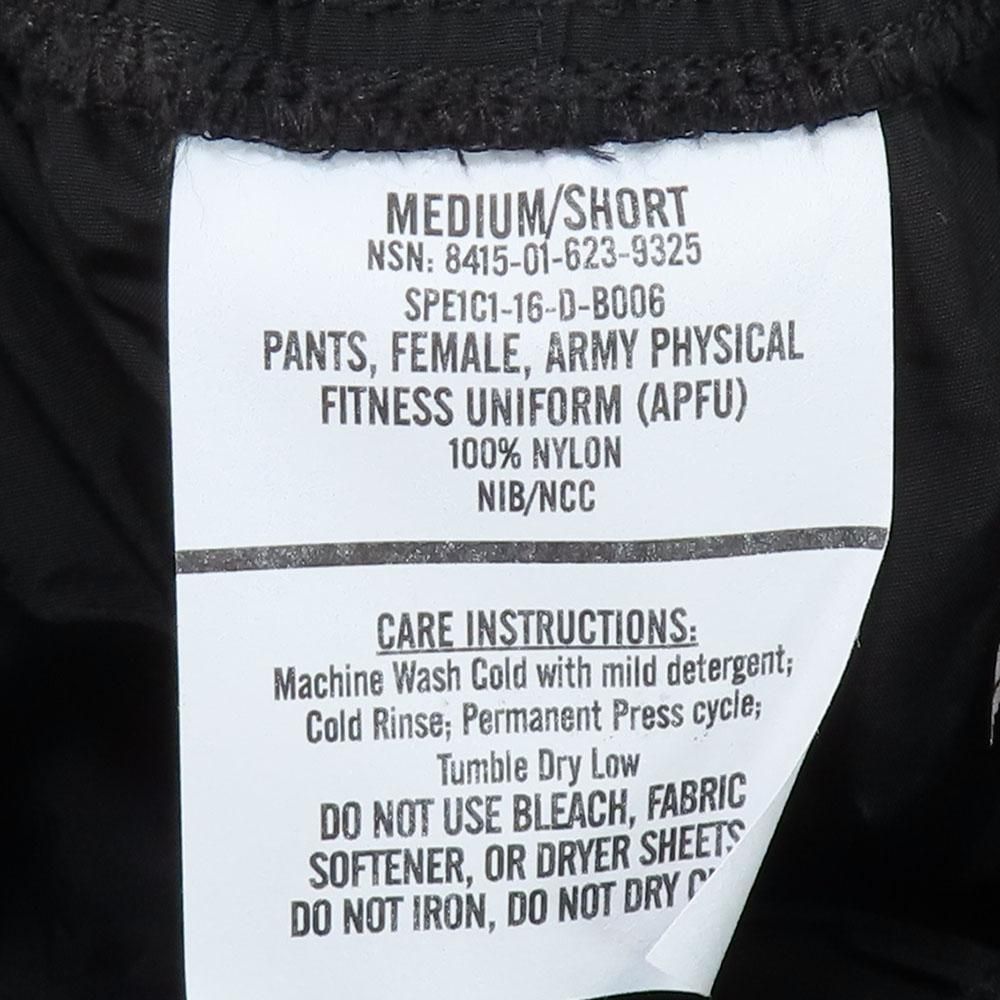 MEDIUM/SHORT
NSN: 8415-01-623-9325
SPE1C1-16-D-B006
PANTS, FEMALE, ARMY PHYSICAL
FITNESS UNIFORM (APFU)
100% NYLON
NIB/NCC
CARE INSTRUCTIONS:
Machine Wash Cold with mild detergent;
Cold Rinse; Permanent Press cycle;
Tumble Dry Low
DO NOT USE BLEACH, FABRIC
SOFTENER, OR DRYER SHEETS
DO NOT IRON, DO NOT DRY